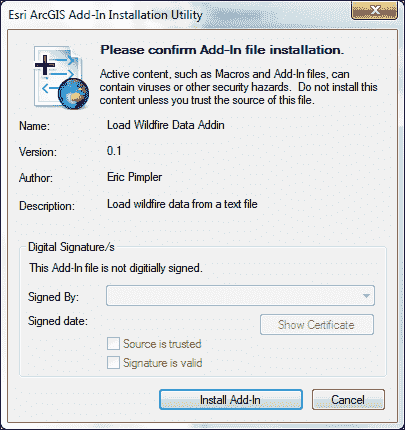 Esri ArcGIS Add-In Installation Utility
Please confirm Add-In file installation.
Active content, such as Macros and Add-In files, can
contain viruses or other security hazards. Do not install this
content unless you trust the source of this file.
Name: Load Wildfire Data Addin
Version: 0.1
Author: Eric Pimpler
Description: Load wildfire data from a text file
Digital Signature/s
This Add-In file is not digitially signed.
Signed By:
Signed date:
Show Certificate
Source is trusted
Signature is valid
Install Add-In Cancel